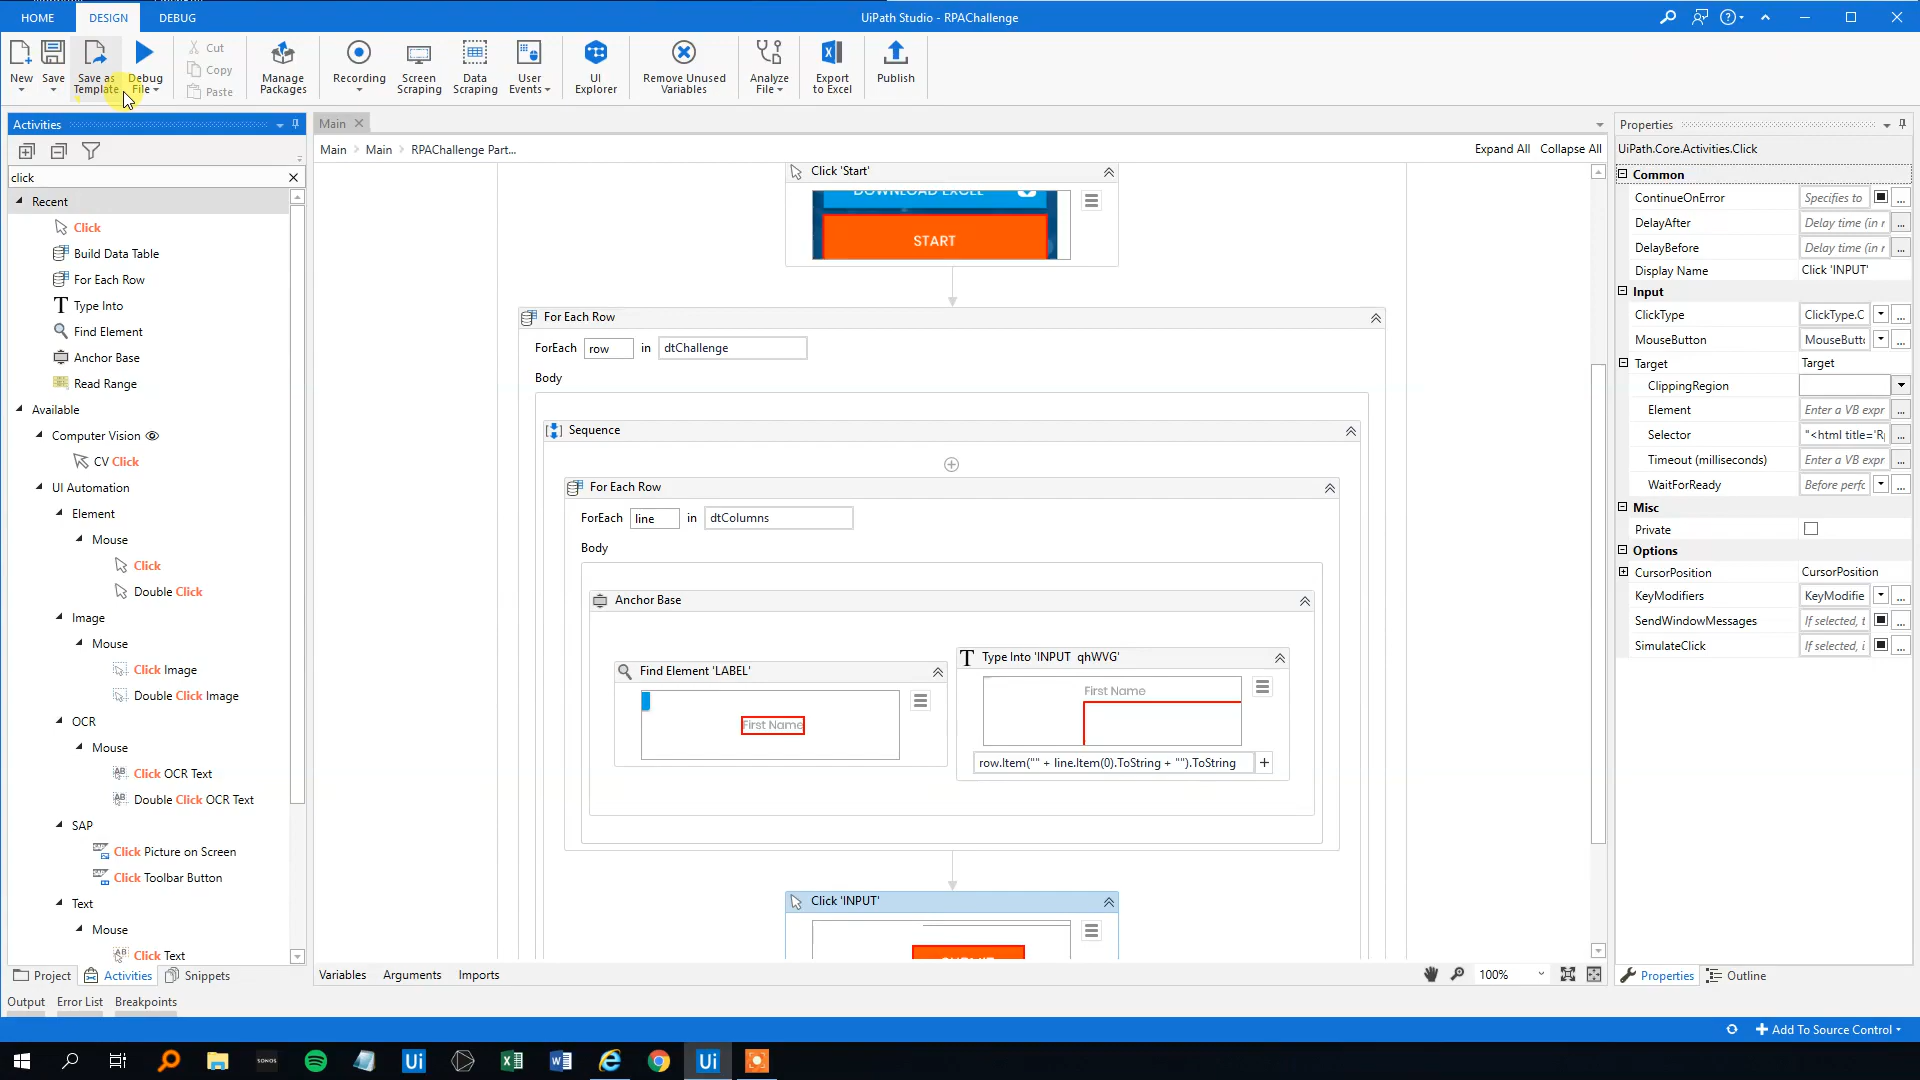 HOME DESIGN DEBUG
UiPath Studio - RPAChallenge
New
Save
Save as Template
Debug File
Cut
Copy
Paste
Manage Packages
Recording
Screen Scraping
Data Scraping
User Events
UI Explorer
Remove Unused Variables
Analyze File
Export to Excel
Publish
Activities
click
Recent
Click
Build Data Table
For Each Row
Type Into
Find Element
Anchor Base
Read Range
Available
Computer Vision
CV Click
UI Automation
Element
Mouse
Click
Double Click
Image
Mouse
Click Image
Double Click Image
OCR
Mouse
Click OCR Text
Double Click OCR Text
SAP
Click Picture on Screen
Click Toolbar Button
Text
Mouse
Click Text
Project Activities Snippets
Main
Main Main RPAChallenge Part...
Expand All Collapse All
Click 'Start'
DOWNLOAD EXCEL
START
For Each Row
ForEach row in dtChallenge
Body
Sequence
For Each Row
ForEach line in dtColumns
Body
Anchor Base
Find Element 'LABEL'
First Name
Type Into 'INPUT qhWVG'
First Name
row.Item("" + line.Item(0).ToString + "").ToString
Click 'INPUT'
Variables Arguments Imports
100%
Properties
UiPath.Core.Activities.Click
Common
ContinueOnError Specifies to ...
DelayAfter Delay time (in r ...
DelayBefore Delay time (in r ...
Display Name Click 'INPUT'
Input
ClickType ClickType.C ...
MouseButton MouseButt ...
Target Target
ClippingRegion
Element Enter a VB expr ...
Selector "<html title='R ...
Timeout (milliseconds) Enter a VB expr ...
WaitForReady Before perfc ...
Misc
Private
Options
CursorPosition CursorPosition
KeyModifiers KeyModifie ...
SendWindowMessages If selected, t ...
SimulateClick If selected, i ...
Properties Outline
Output Error List Breakpoints
Add To Source Control
SONOS
Ui
Ui